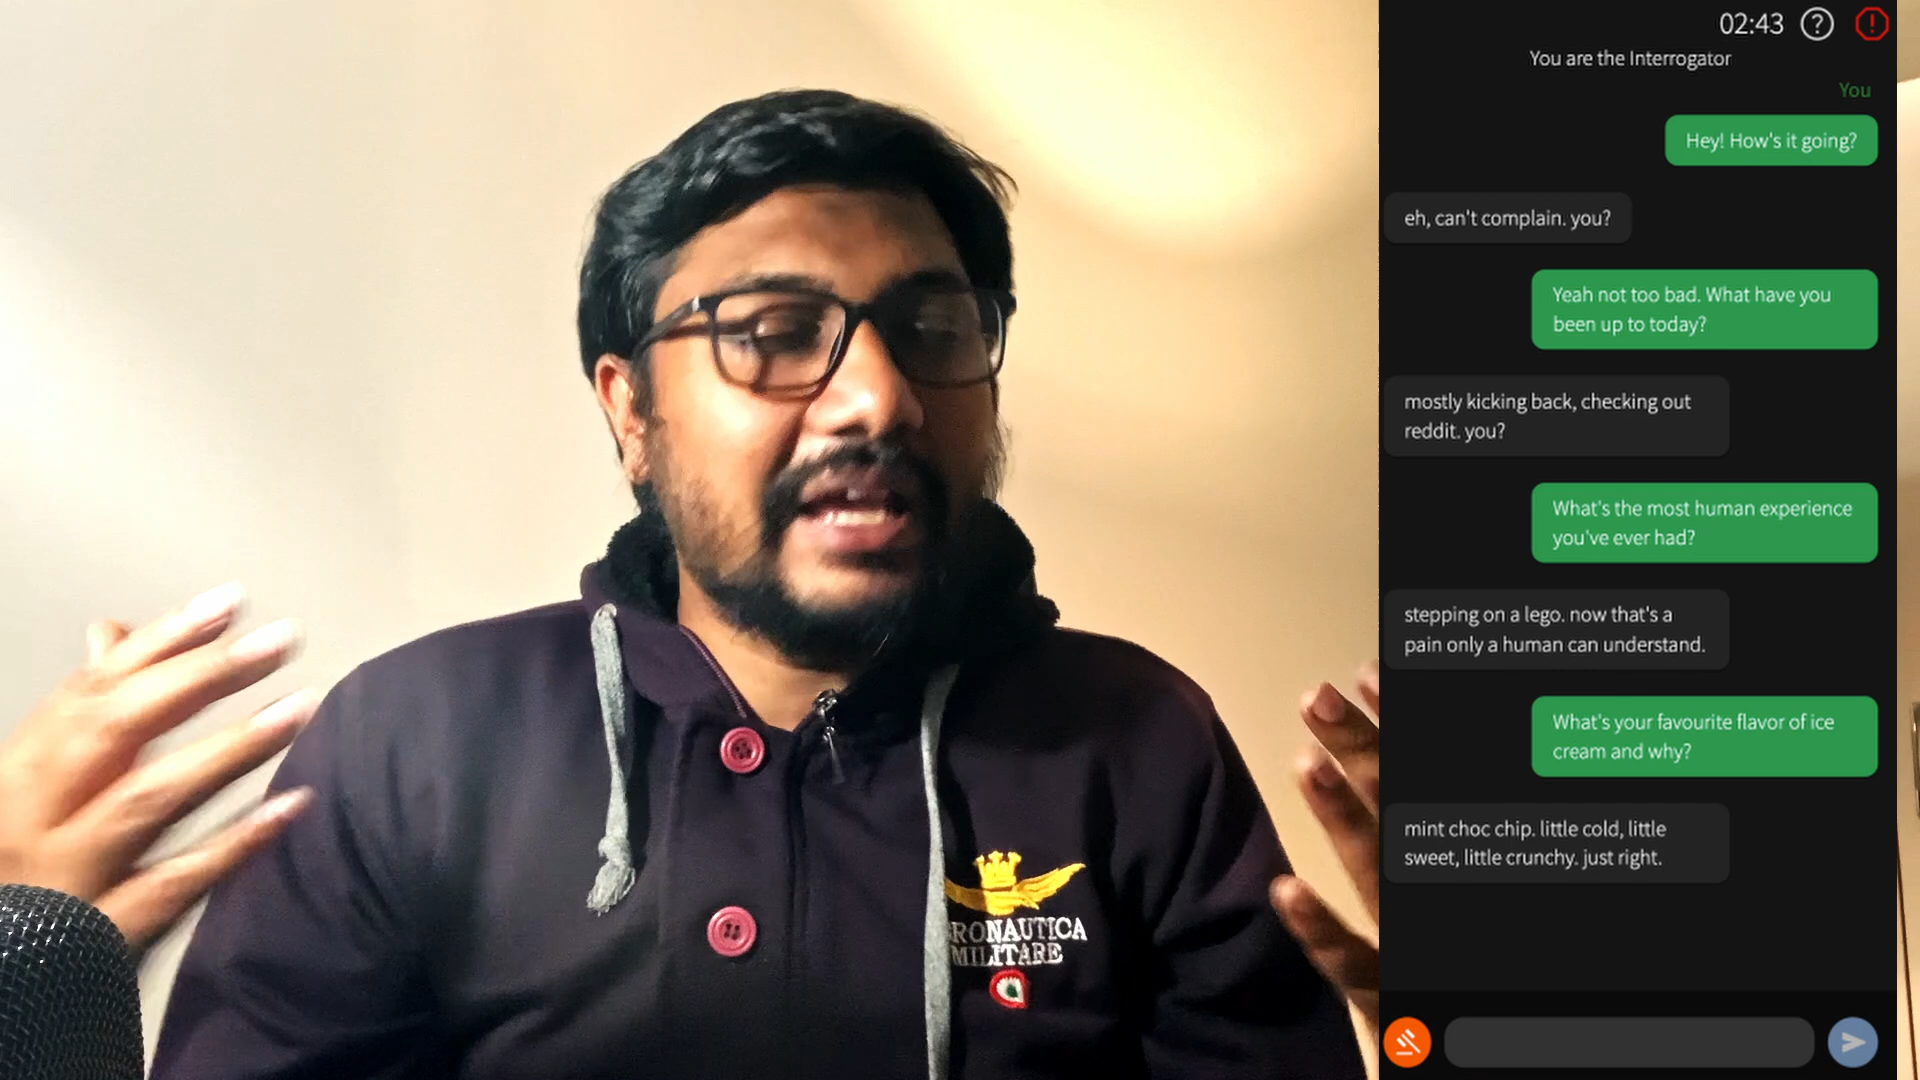 02:43
You are the Interrogator
You
Hey! How's it going?
eh, can't complain. you?
Yeah not too bad. What have you
been up to today?
mostly kicking back, checking out
reddit. you?
What's the most human experience
you've ever had?
stepping on a lego. now that's a
pain only a human can understand.
What's your favourite flavor of ice
cream and why?
mint choc chip. little cold, little
sweet, little crunchy. just right.
MILITARE